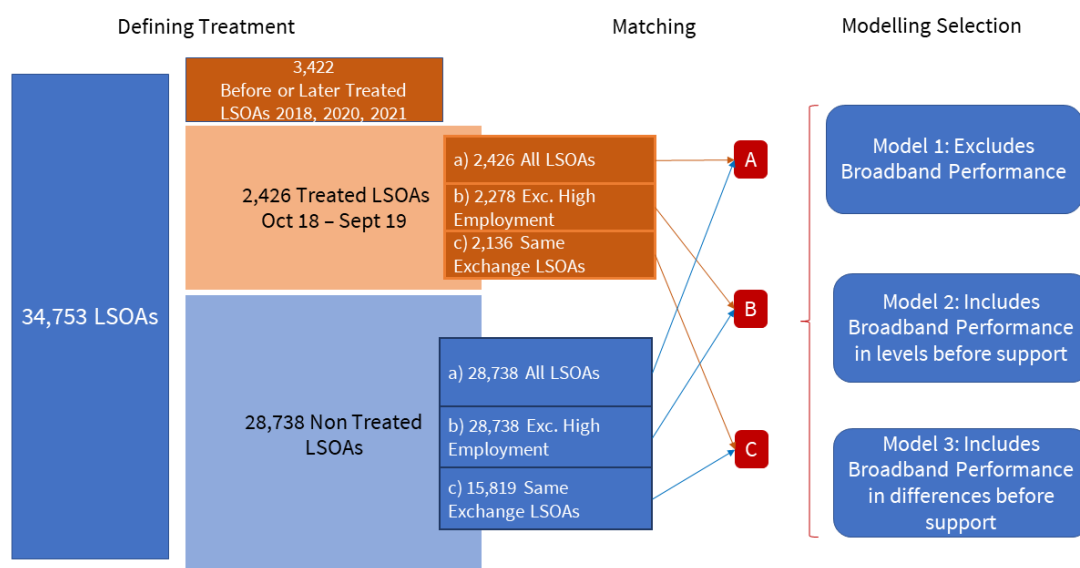 Defining Treatment
Matching
Modelling Selection
34,753 LSOAs
3,422
Before or Later Treated
LSOAs 2018, 2020, 2021
2,426 Treated LSOAs
Oct 18 – Sept 19
a) 2,426 All LSOAs
b) 2,278 Exc. High
Employment
c) 2,136 Same
Exchange LSOAs
28,738 Non Treated
LSOAs
a) 28,738 All LSOAs
b) 28,738 Exc. High
Employment
c) 15,819 Same
Exchange LSOAs
A
B
C
Model 1: Excludes
Broadband Performance
Model 2: Includes
Broadband Performance
in levels before support
Model 3: Includes
Broadband Performance
in differences before
support